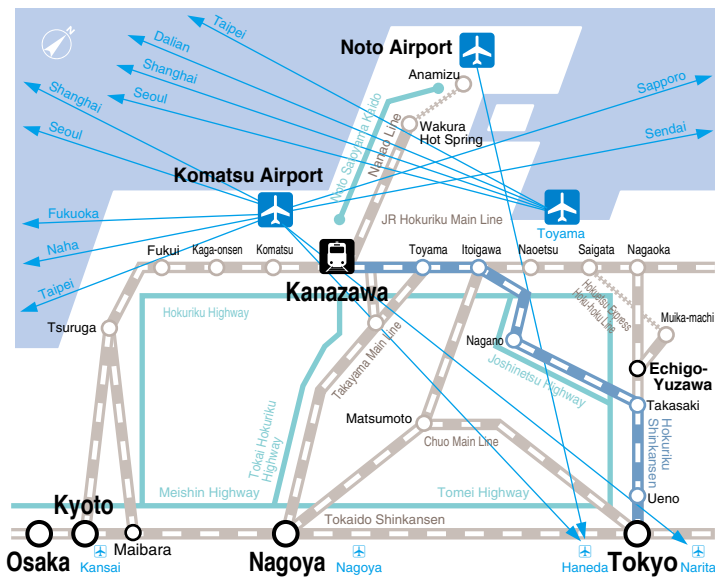 Taipei
Dalian
Shanghai
Seoul
Shanghai
Seoul
Noto Airport
Anamizu
Sapporo
Sendai
Noto Satoyama Kaido
Nanao Line
Wakura
Hot Spring
Komatsu Airport
Fukuoka
Naha
Taipei
JR Hokuriku Main Line
Toyama
Fukui
Kaga-onsen
Komatsu
Kanazawa
Toyama
Itoigawa
Naoetsu
Saigata
Nagaoka
Hokuriku Highway
Tsuruga
Takayama Main Line
Hokuetsu Express
Hoku-hoku Line
Muika-machi
Nagano
Joshinetsu Highway
Echigo-
Yuzawa
Takasaki
Matsumoto
Chuo Main Line
Hokuriku
Shinkansen
Tokai Hokuriku
Highway
Meishin Highway
Tomei Highway
Ueno
Kyoto
Tokaido Shinkansen
Osaka
Kansai
Maibara
Nagoya
Nagoya
Haneda
Tokyo
Narita